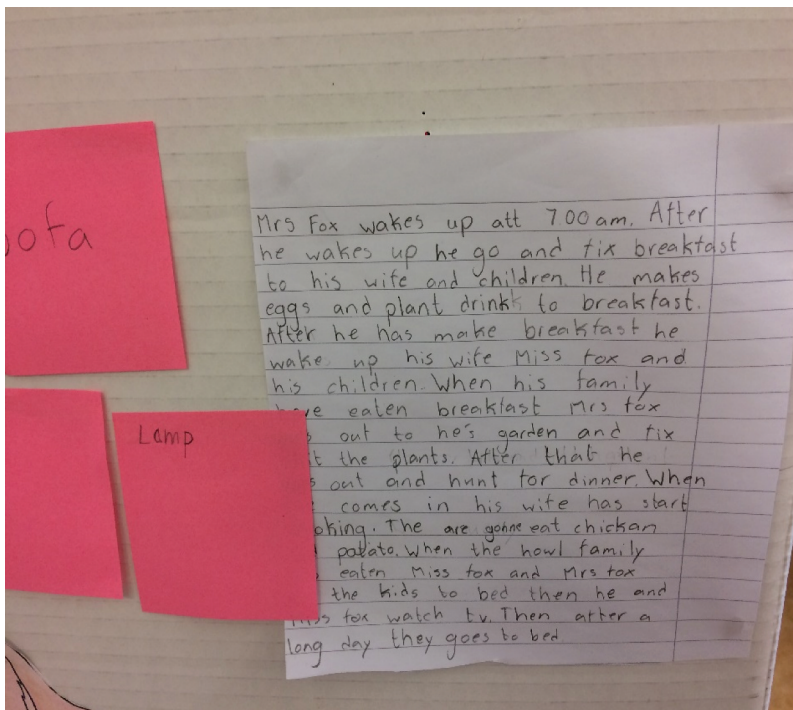 Mrs Fox wakes up att 7.00 am. After
he wakes up he go and fix breakfast
to his wife and children. He makes
eggs and plant drink to breakfast.
After he has make breakfast he
wake up his wife Miss fox and
his children. When his family
eaten breakfast Mrs fox
out to he's garden and fix
the plants. After that he
out and hunt for dinner. When
comes in his wife has start
The are gohne eat chickan
potato. When the howl family
eaten Miss fox and Mrs fox
the kids to bed then he and
fox watch tv. Then after a
long day they goes to bed
Lamp